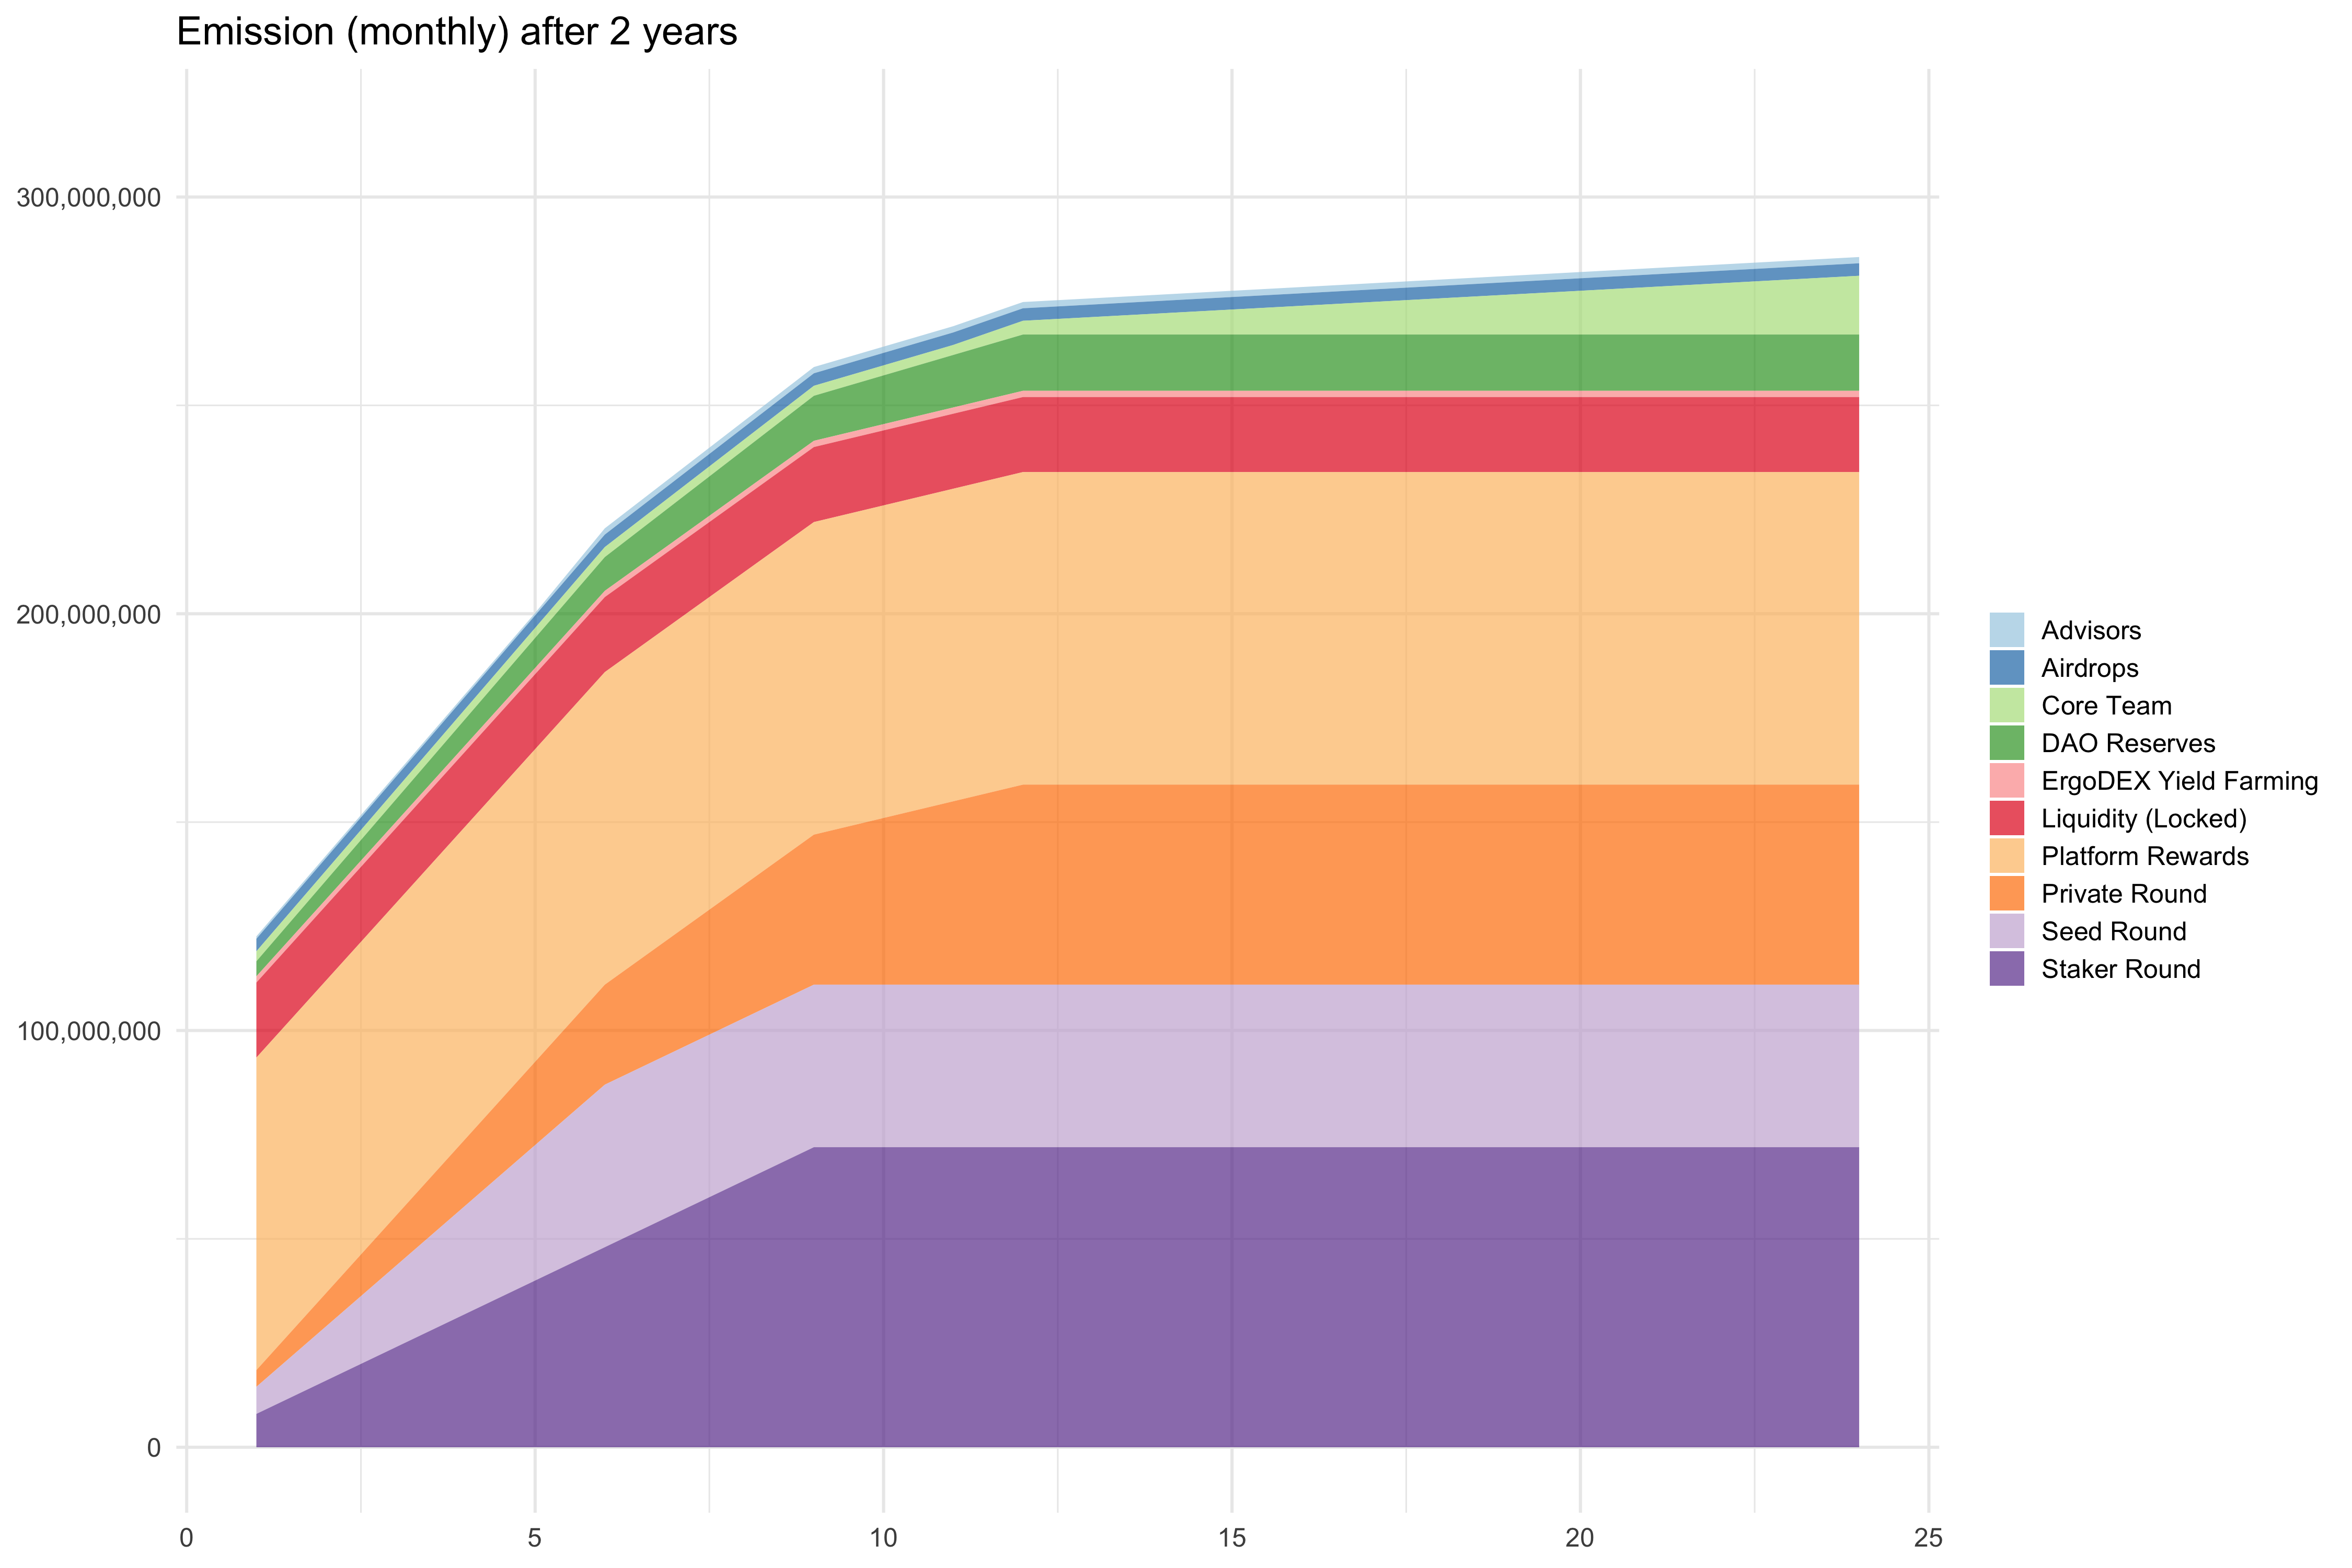 Emission (monthly) after 2 years
300,000,000
200,000,000
100,000,000
0
0
5
10
15
20
25
Advisors
Airdrops
Core Team
DAO Reserves
ErgoDEX Yield Farming
Liquidity (Locked)
Platform Rewards
Private Round
Seed Round
Staker Round